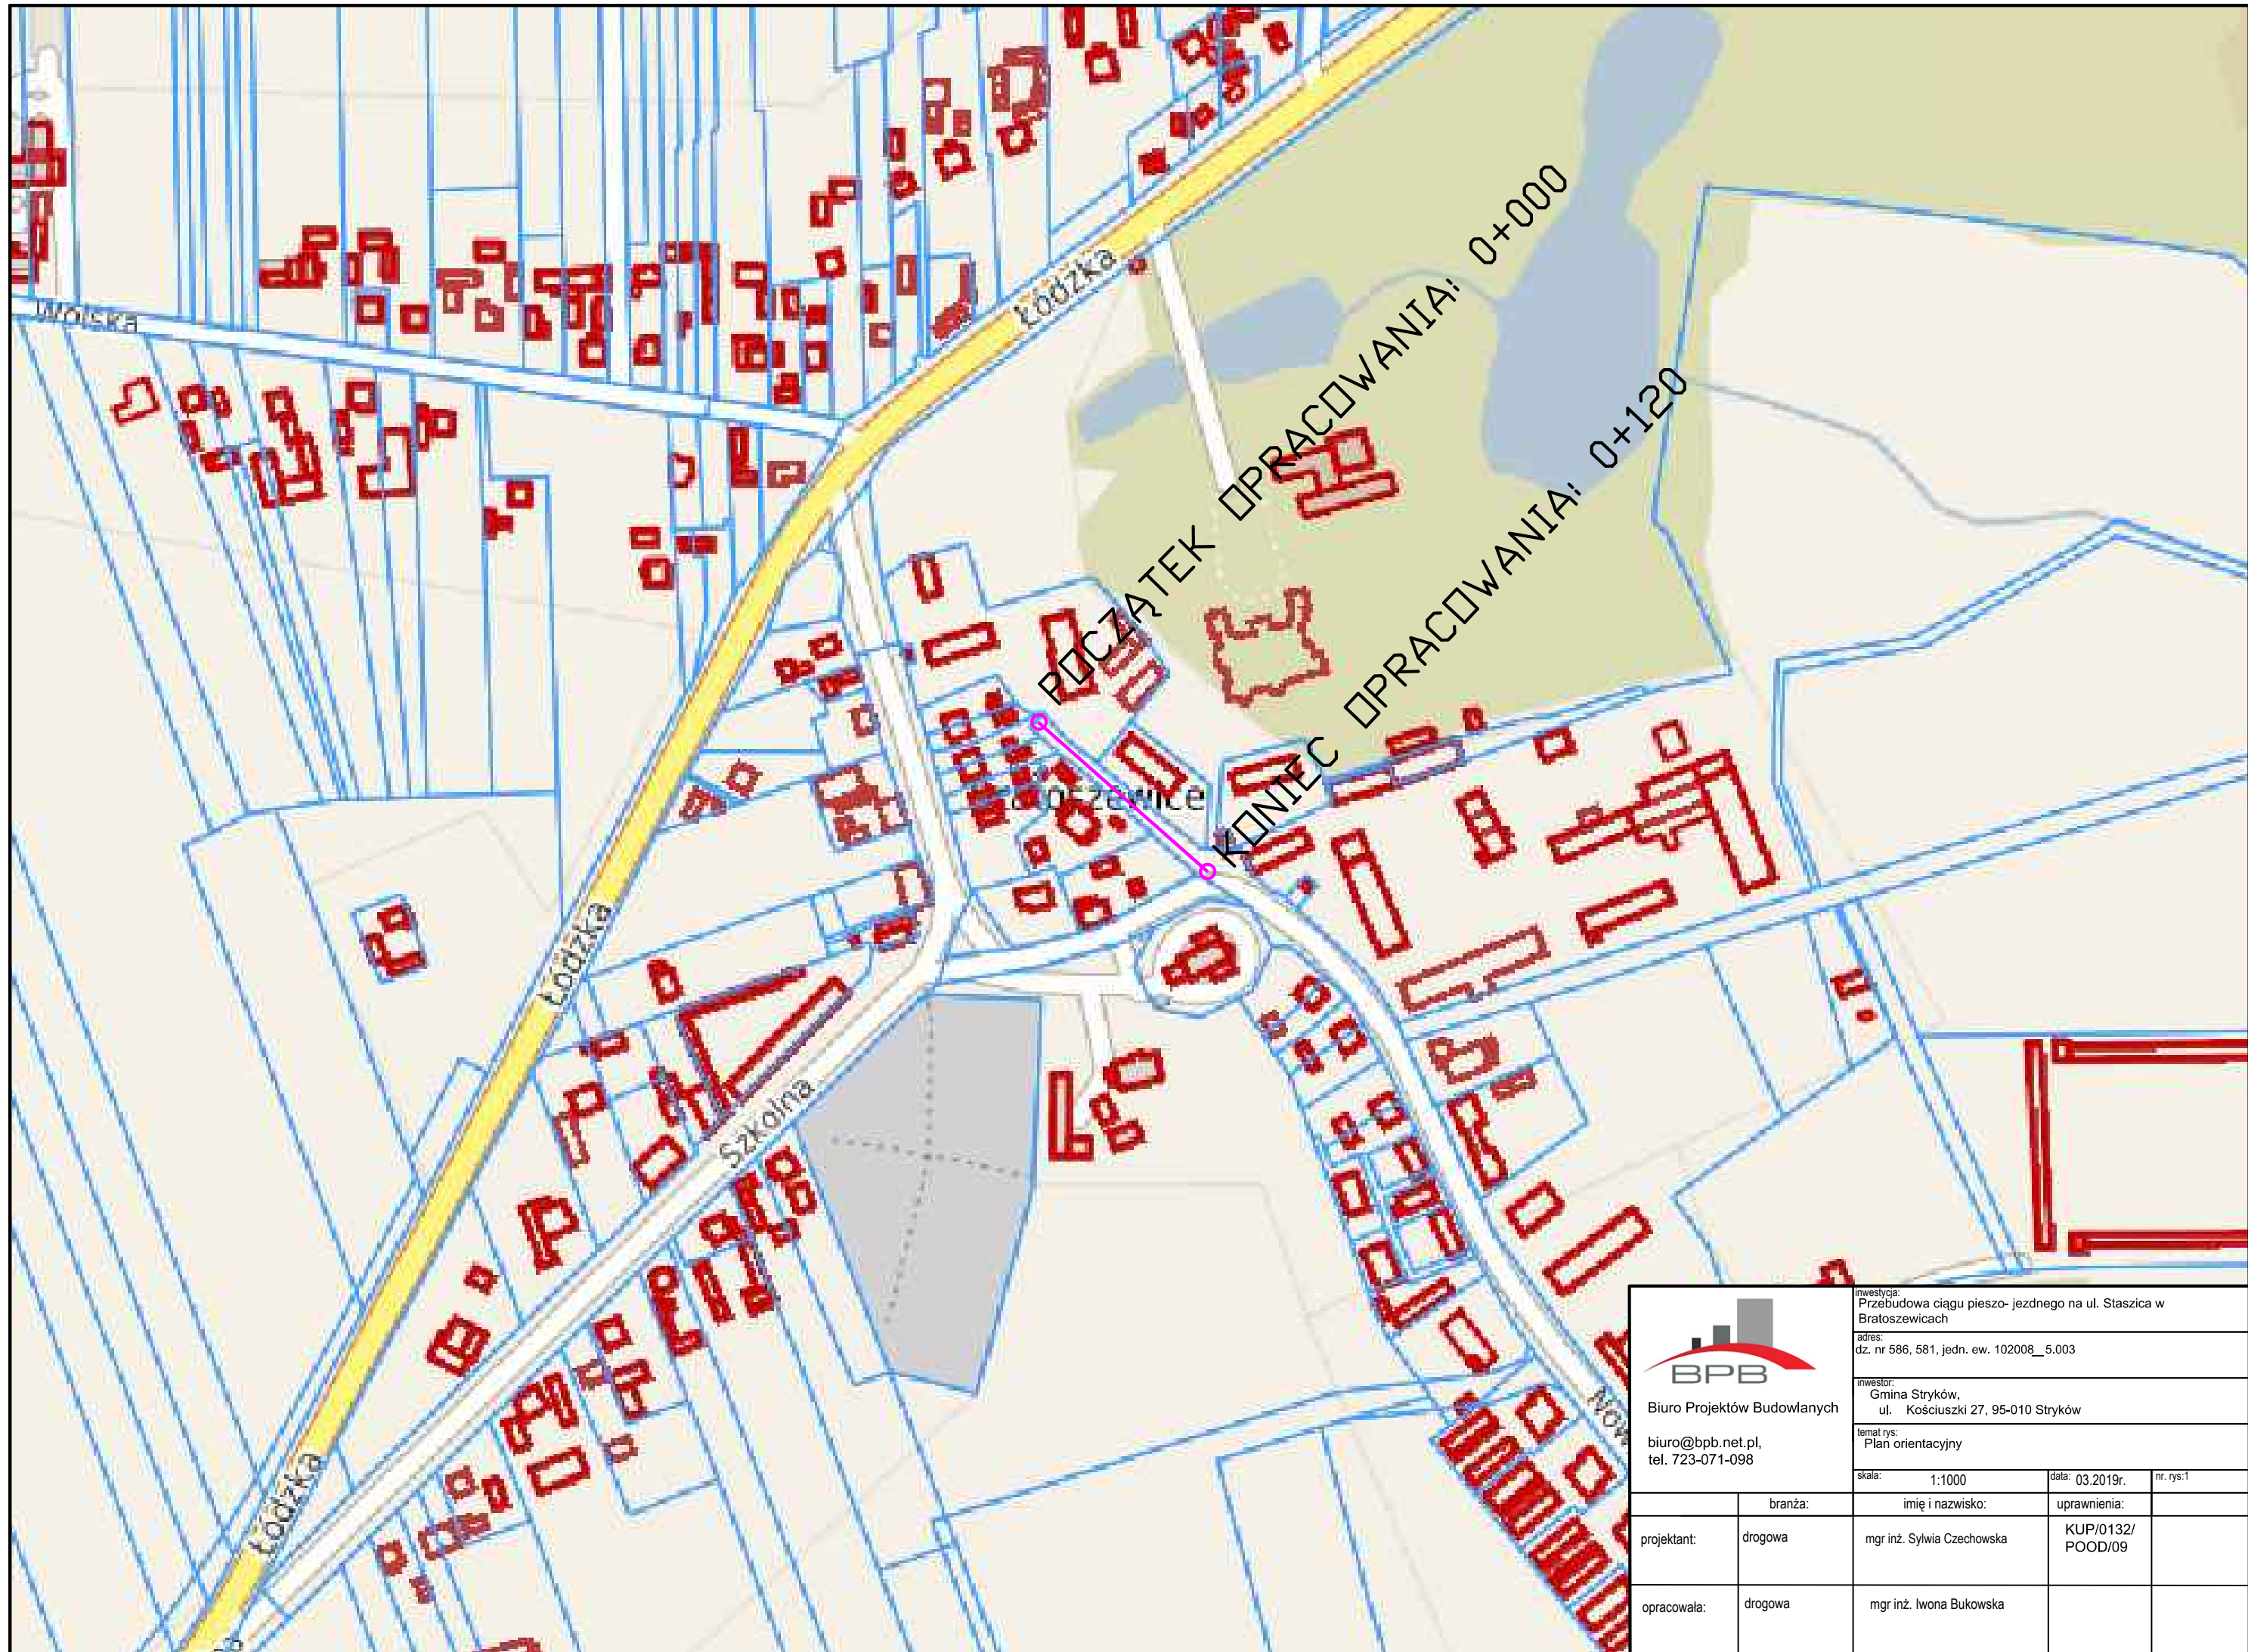 Wolska
Łódzka
POCZĄTEK OPRACOWANIA: 0+000
KONIEC OPRACOWANIA: 0+120
Łódzka
Szkolna
Łódzka
BPB
Biuro Projektów Budowlanych
biuro@bpb.net.pl,
tel. 723-071-098
inwestycja:
Przebudowa ciągu pieszo- jezdnego na ul. Staszica w
Bratoszewicach
adres:
dz. nr 586, 581, jedn. ew. 102008__5.003
inwestor:
Gmina Stryków,
ul. Kościuszki 27, 95-010 Stryków
temat rys:
Plan orientacyjny
skala: 1:1000 data: 03.2019r. nr. rys:1
branża: imię i nazwisko: uprawnienia:
projektant: drogowa mgr inż. Sylwia Czechowska KUP/0132/
POOD/09
opracowała: drogowa mgr inż. Iwona Bukowska